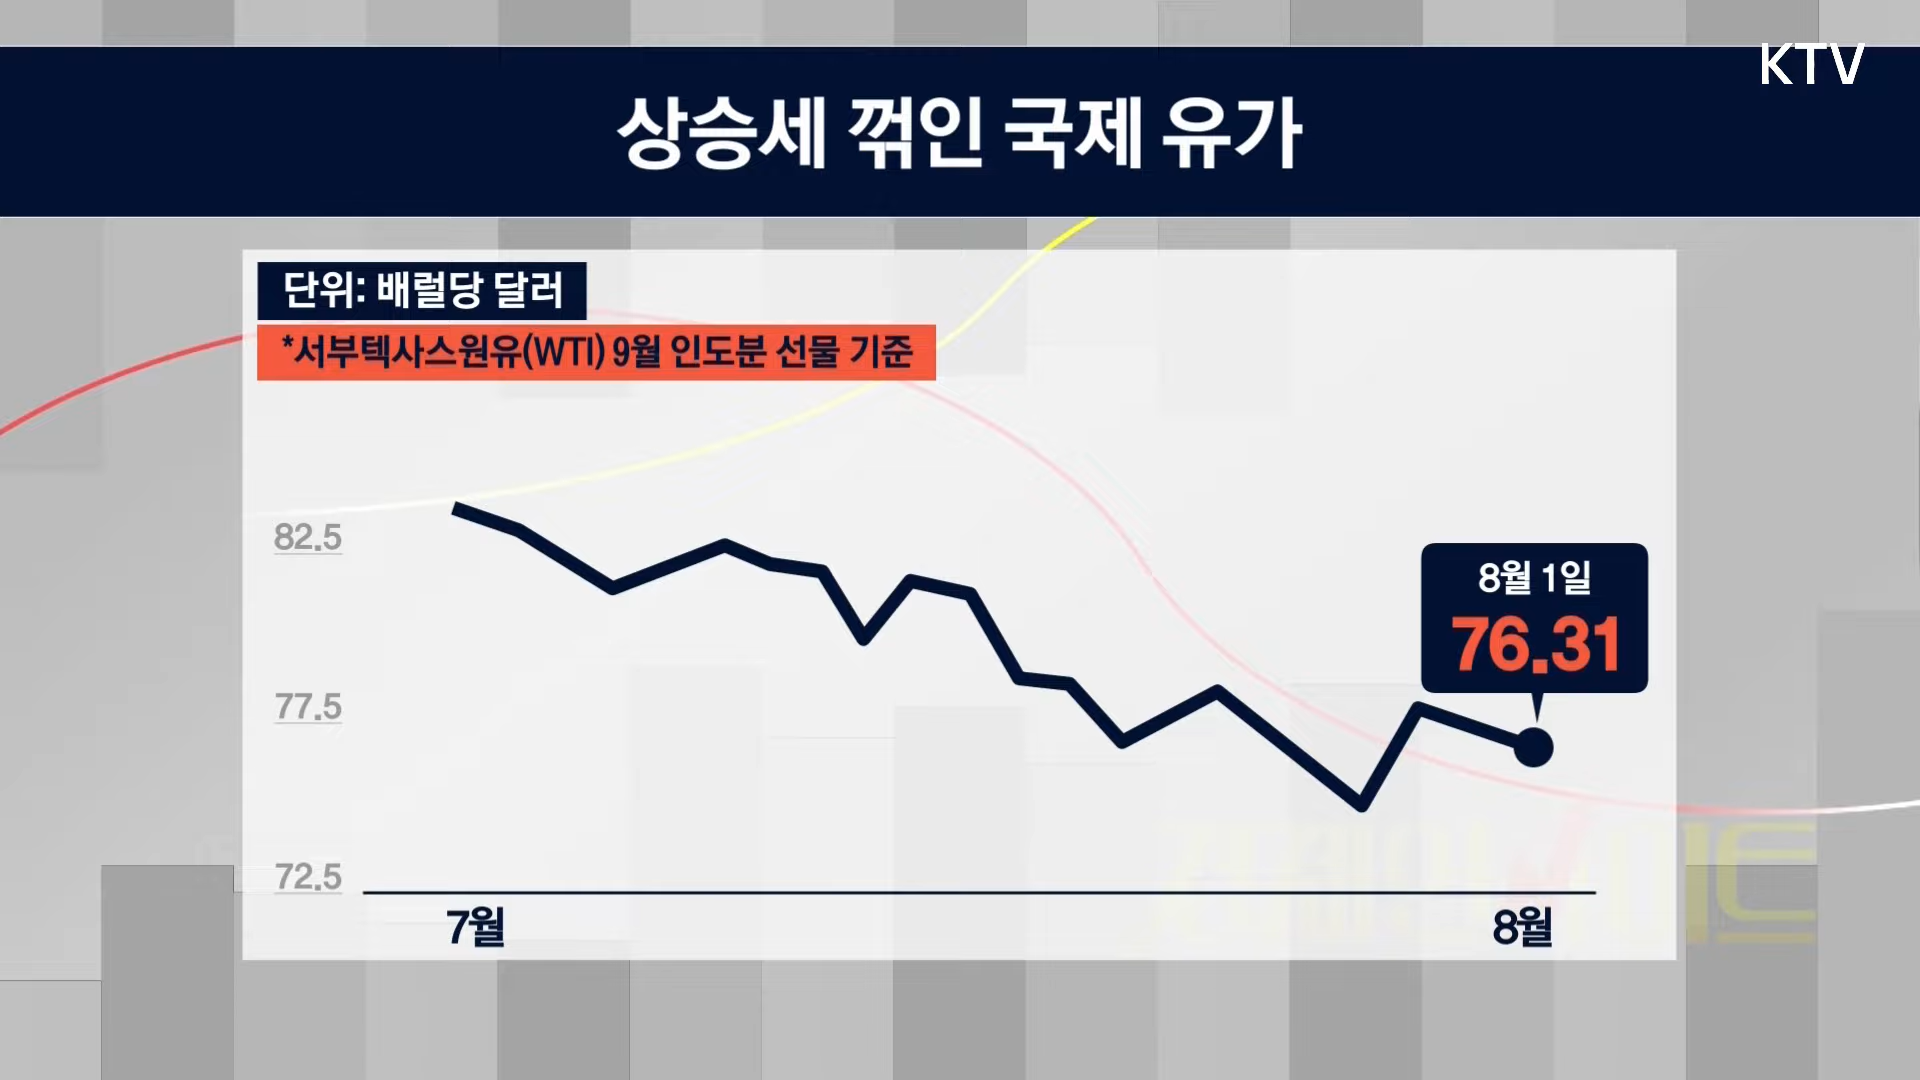 KTV
상승세 꺾인 국제 유가
단위: 배럴당 달러
*서부텍사스원유(WTI) 9월 인도분 선물 기준
82.5
8월 1일
76.31
77.5
72.5
7월
8월